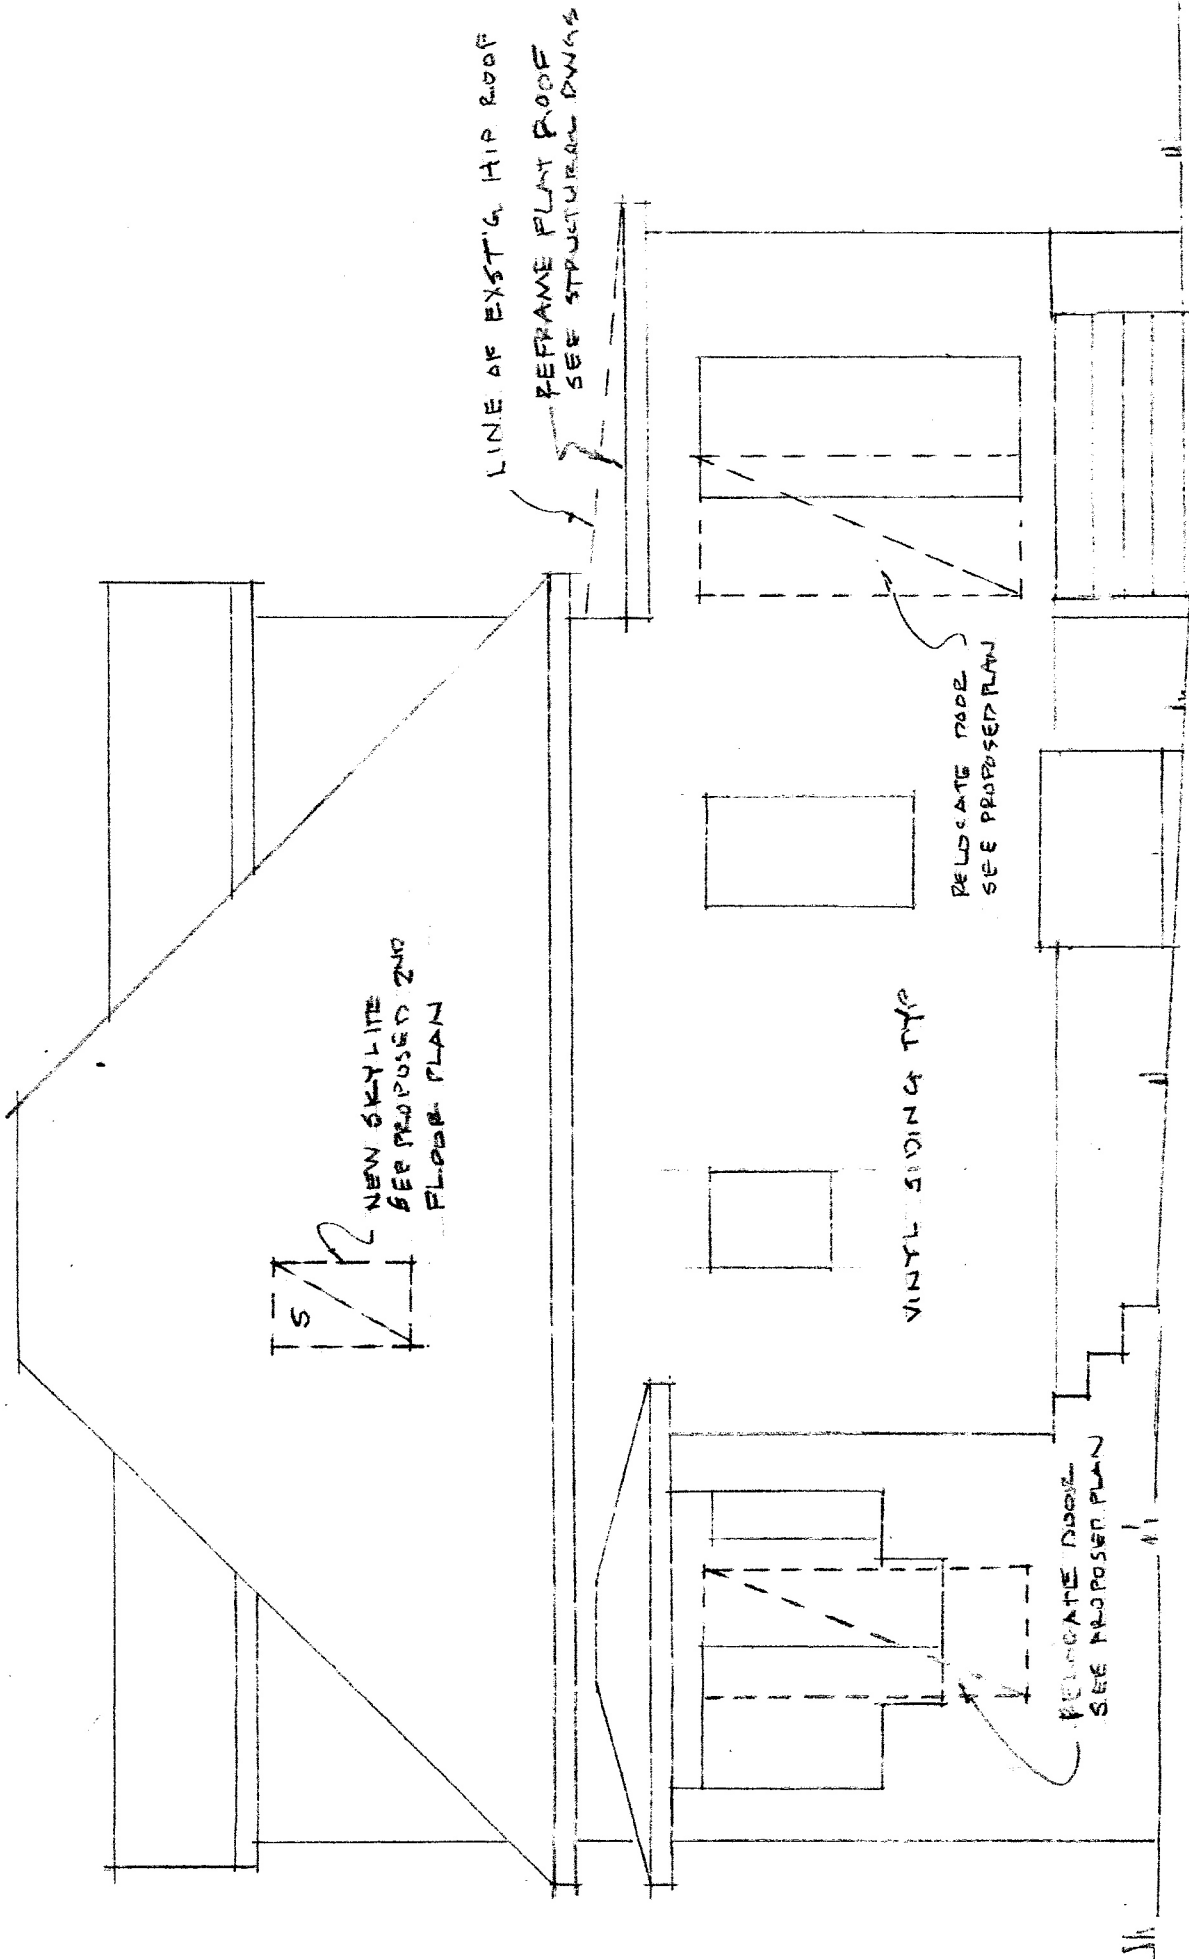 LINE OF EXST'G HIP ROOF
REFRAME FLAT ROOF
SEE STRUCTURAL DWGS
NEW SKYLITE
SEE PROPOSED 2ND
FLOOR PLAN
S
RELOCATE DOOR
SEE PROPOSED PLAN
VINYL SIDING TYP
RELOCATE DOOR
SEE PROPOSED PLAN